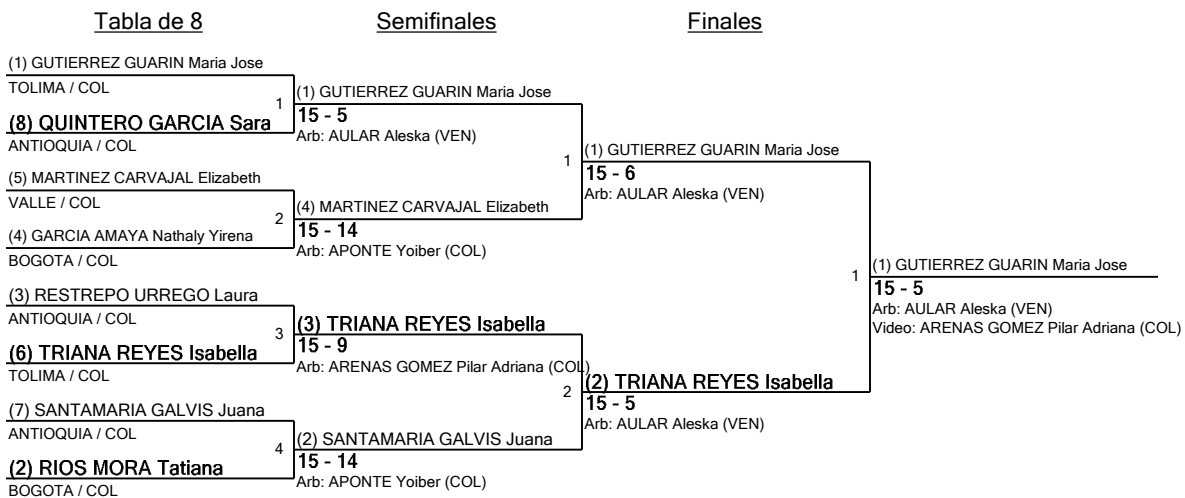 Tabla de 8
Semifinales
Finales
(1) GUTIERREZ GUARIN Maria Jose
TOLIMA / COL
1
(8) QUINTERO GARCIA Sara
ANTIOQUIA / COL
(5) MARTINEZ CARVAJAL Elizabeth
VALLE / COL
2
(4) GARCIA AMAYA Nathaly Yirena
BOGOTA / COL
(3) RESTREPO URREGO Laura
ANTIOQUIA / COL
3
(6) TRIANA REYES Isabella
TOLIMA / COL
(7) SANTAMARIA GALVIS Juana
ANTIOQUIA / COL
4
(2) RIOS MORA Tatiana
BOGOTA / COL
(1) GUTIERREZ GUARIN Maria Jose
15 - 5
Arb: AULAR Aleska (VEN)
1
(4) MARTINEZ CARVAJAL Elizabeth
15 - 14
Arb: APONTE Yoiber (COL)
(3) TRIANA REYES Isabella
15 - 9
Arb: ARENAS GOMEZ Pilar Adriana (COL)
2
(2) SANTAMARIA GALVIS Juana
15 - 14
Arb: APONTE Yoiber (COL)
(1) GUTIERREZ GUARIN Maria Jose
15 - 6
Arb: AULAR Aleska (VEN)
1
(2) TRIANA REYES Isabella
15 - 5
Arb: AULAR Aleska (VEN)
(1) GUTIERREZ GUARIN Maria Jose
15 - 5
Arb: AULAR Aleska (VEN)
Video: ARENAS GOMEZ Pilar Adriana (COL)